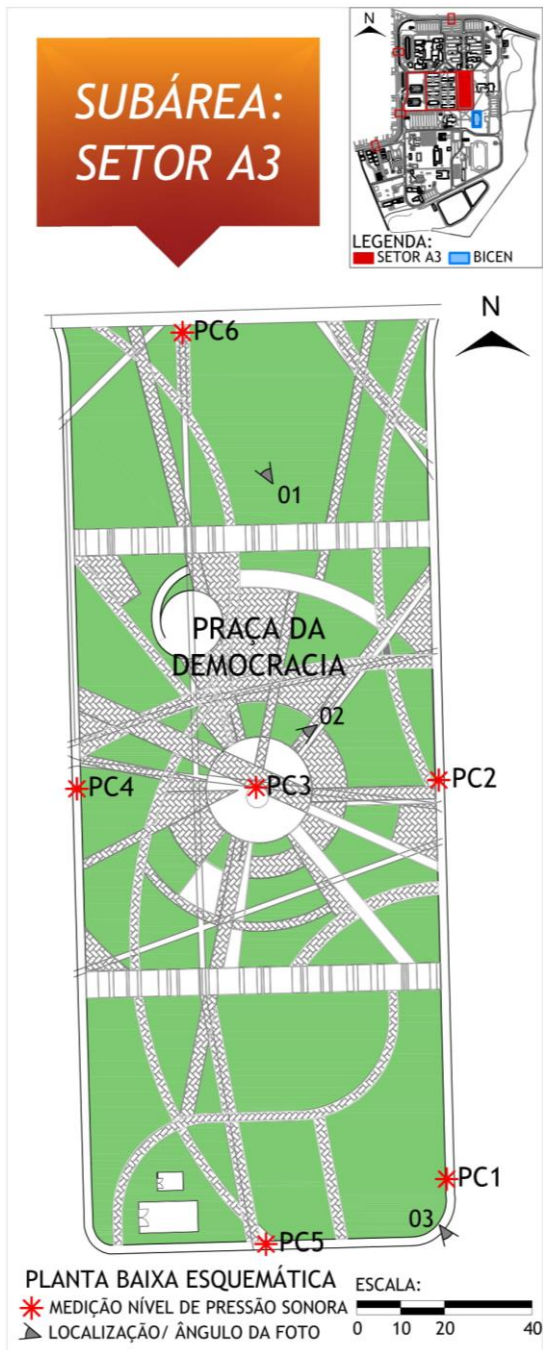 SUBÁREA:
SETOR A3
N
LEGENDA:
SETOR A3 BICEN
N
PC6
01
PRAÇA DA
DEMOCRACIA
02
PC4
PC3
PC2
PC1
03
PC5
PLANTA BAIXA ESQUEMÁTICA
MEDIÇÃO NÍVEL DE PRESSÃO SONORA
LOCALIZAÇÃO/ ÂNGULO DA FOTO
ESCALA:
0 10 20 40